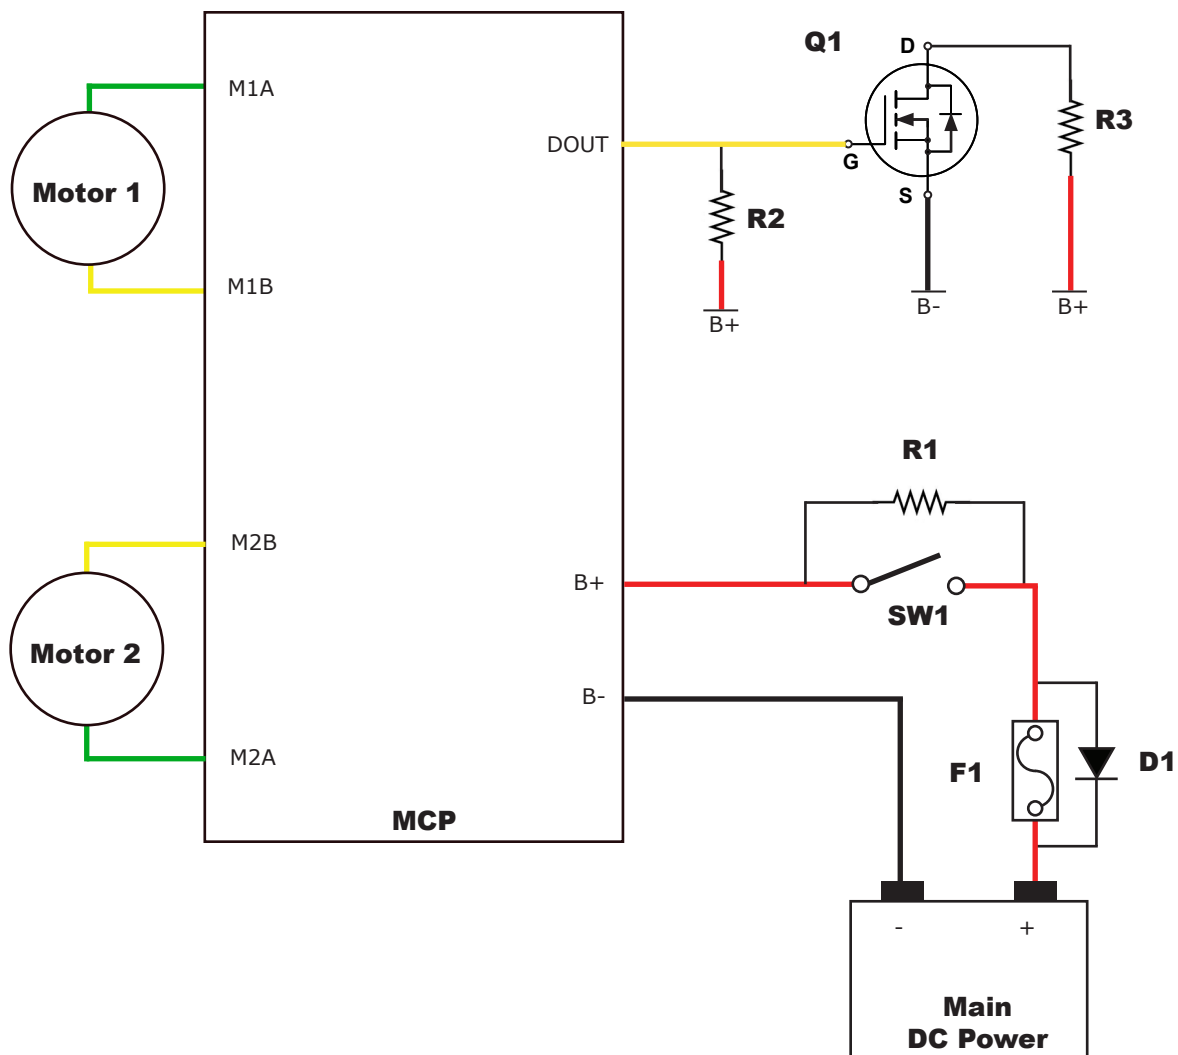 Q1
D
M1A
R3
DOUT
G
Motor 1
S
R2
M1B
B-
B+
B+
R1
M2B
B+
SW1
Motor 2
B-
M2A
F1
D1
MCP
-
+
Main
DC Power